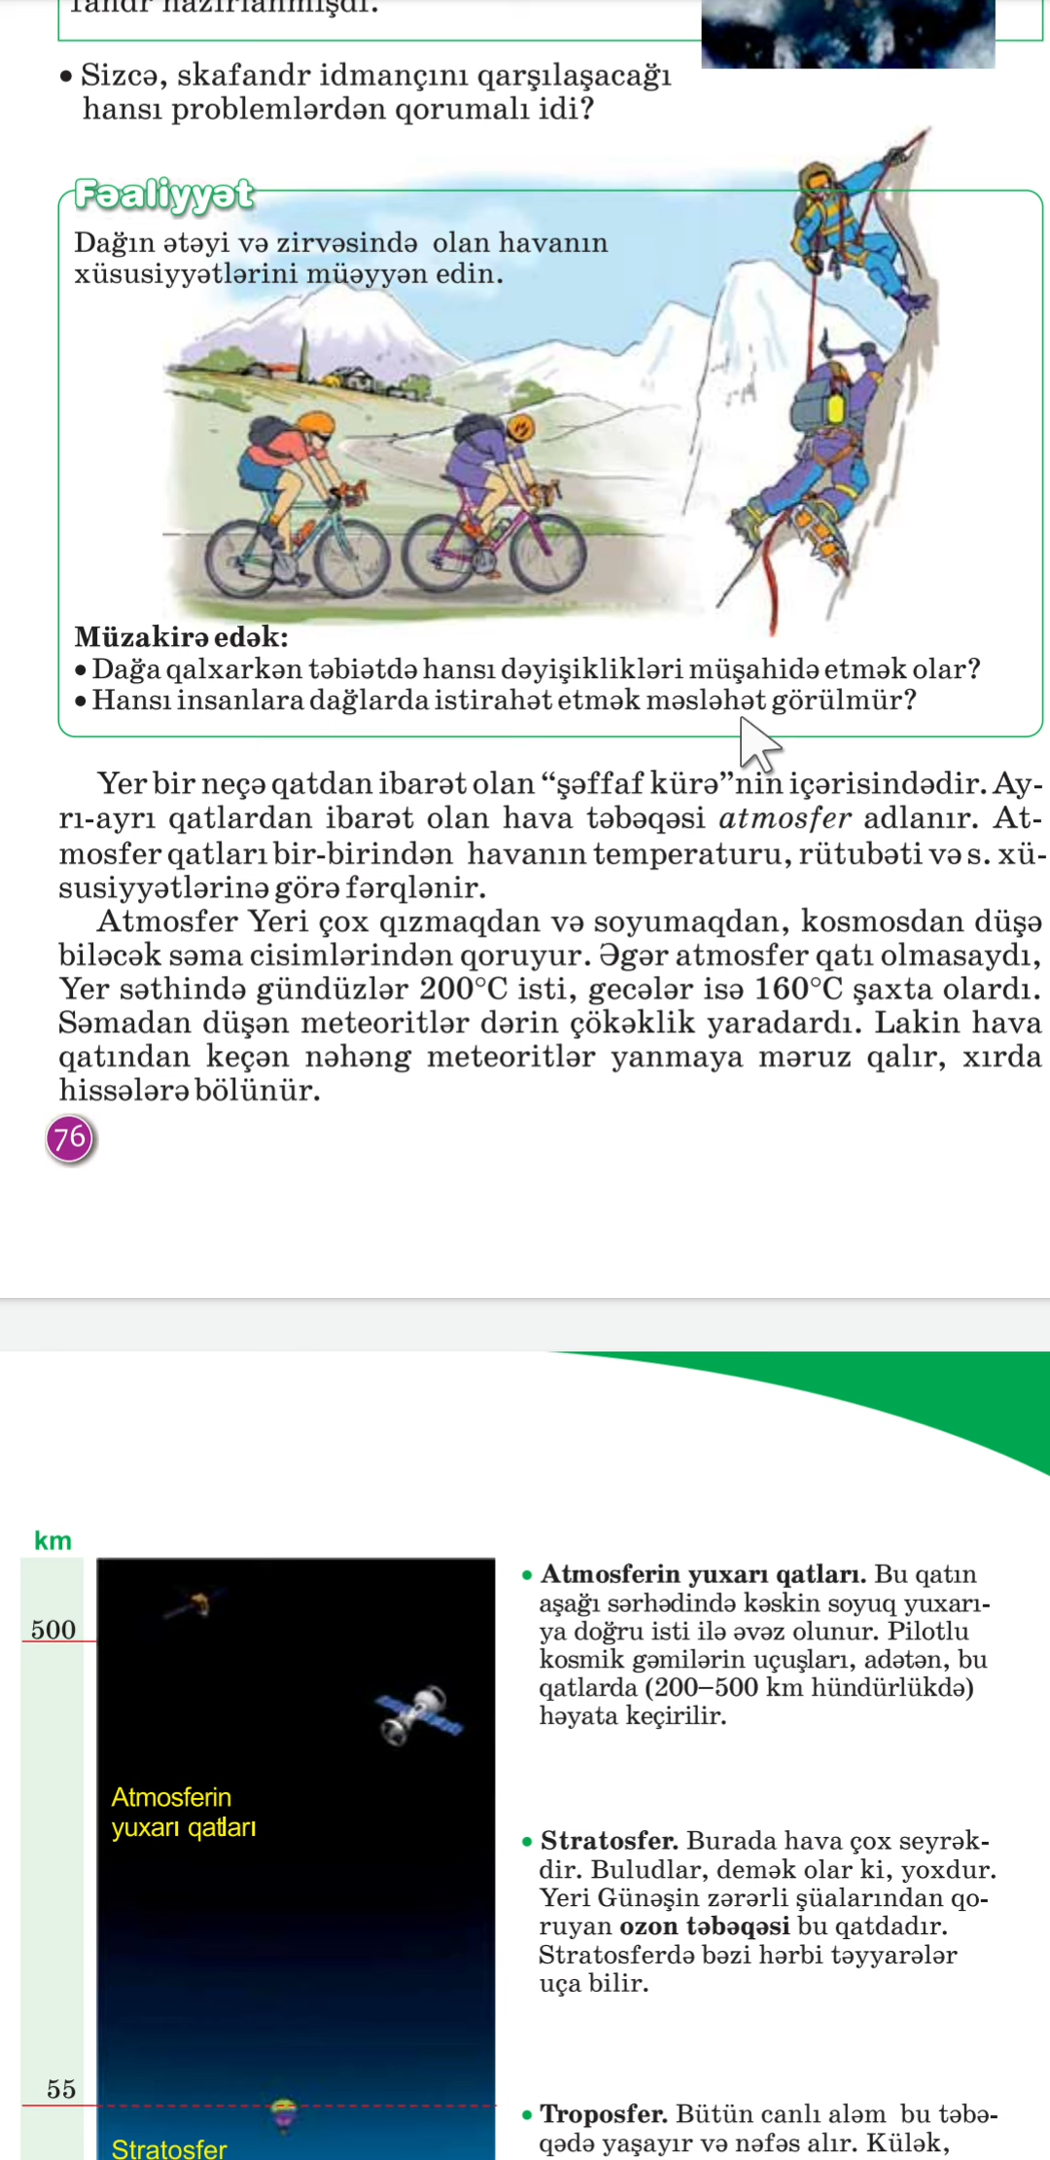 • Sizcə, skafandr idmançını qarşılaşacağı
hansı problemlərdən qorumalı idi?
Fəaliyyət
Dağın ətəyi və zirvəsində olan havanın
xüsusiyyətlərini müəyyən edin.
Müzakirə edək:
• Dağa qalxarkən təbiətdə hansı dəyişiklikləri müşahidə etmək olar?
• Hansı insanlara dağlarda istirahət etmək məsləhət görülmür?
Yer bir neçə qatdan ibarət olan “şəffaf kürə”nin içərisindədir. Ay-
rı-ayrı qatlardan ibarət olan hava təbəqəsi atmosfer adlanır. At-
mosfer qatları bir-birindən havanın temperaturu, rütubəti və s. xü-
susiyyətlərinə görə fərqlənir.
Atmosfer Yeri çox qızmaqdan və soyumaqdan, kosmosdan düşə
biləcək səma cisimlərindən qoruyur. Əgər atmosfer qatı olmasaydı,
Yer səthində gündüzlər 200°C isti, gecələr isə 160°C şaxta olardı.
Səmadan düşən meteoritlər dərin çökəklik yaradardı. Lakin hava
qatından keçən nəhəng meteoritlər yanmaya məruz qalır, xırda
hissələrə bölünür.
76
km
500
Atmosferin
yuxarı qatları
55
Stratosfer
• Atmosferin yuxarı qatları. Bu qatın
aşağı sərhədində kəskin soyuq yuxarı-
ya doğru isti ilə əvəz olunur. Pilotlu
kosmik gəmilərin uçuşları, adətən, bu
qatlarda (200–500 km hündürlükdə)
həyata keçirilir.
• Stratosfer. Burada hava çox seyrək-
dir. Buludlar, demək olar ki, yoxdur.
Yeri Günəşin zərərli şüalarından qo-
ruyan ozon təbəqəsi bu qatdadır.
Stratosferdə bəzi hərbi təyyarələr
uça bilir.
• Troposfer. Bütün canlı aləm bu təbə-
qədə yaşayır və nəfəs alır. Külək,